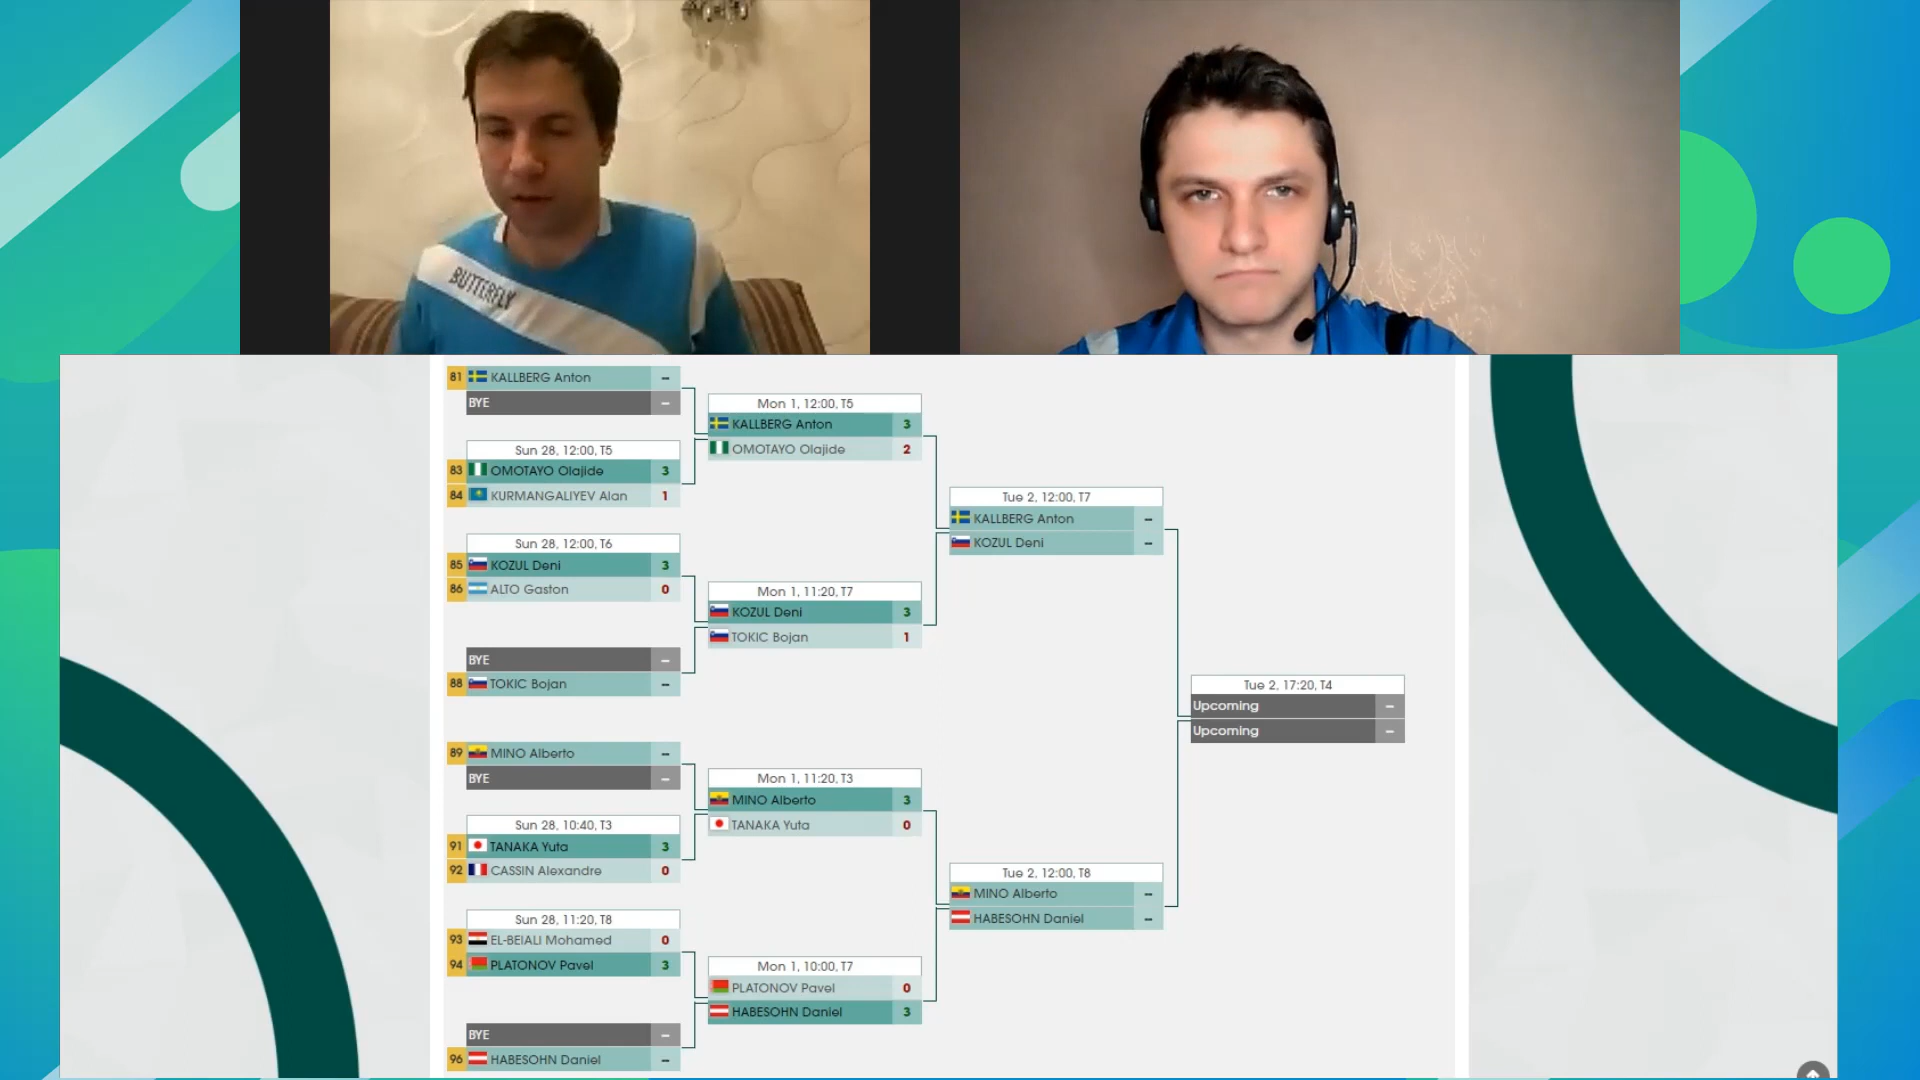 BUTTERFLY
81 KALLBERG Anton --
BYE --
Mon 1, 12:00, T5
KALLBERG Anton 3
OMOTAYO Olajide 2
Sun 28, 12:00, T5
83 OMOTAYO Olajide 3
84 KURMANGALIYEV Alan 1
Tue 2, 12:00, T7
KALLBERG Anton --
KOZUL Deni --
Sun 28, 12:00, T6
85 KOZUL Deni 3
86 ALTO Gaston 0
Mon 1, 11:20, T7
KOZUL Deni 3
TOKIC Bojan 1
BYE --
88 TOKIC Bojan --
Tue 2, 17:20, T4
Upcoming --
Upcoming --
89 MINO Alberto --
BYE --
Mon 1, 11:20, T3
MINO Alberto 3
TANAKA Yuta 0
Sun 28, 10:40, T3
91 TANAKA Yuta 3
92 CASSIN Alexandre 0
Tue 2, 12:00, T8
MINO Alberto --
HABESOHN Daniel --
Sun 28, 11:20, T8
93 EL-BEIALI Mohamed 0
94 PLATONOV Pavel 3
Mon 1, 10:00, T7
PLATONOV Pavel 0
HABESOHN Daniel 3
BYE --
96 HABESOHN Daniel --